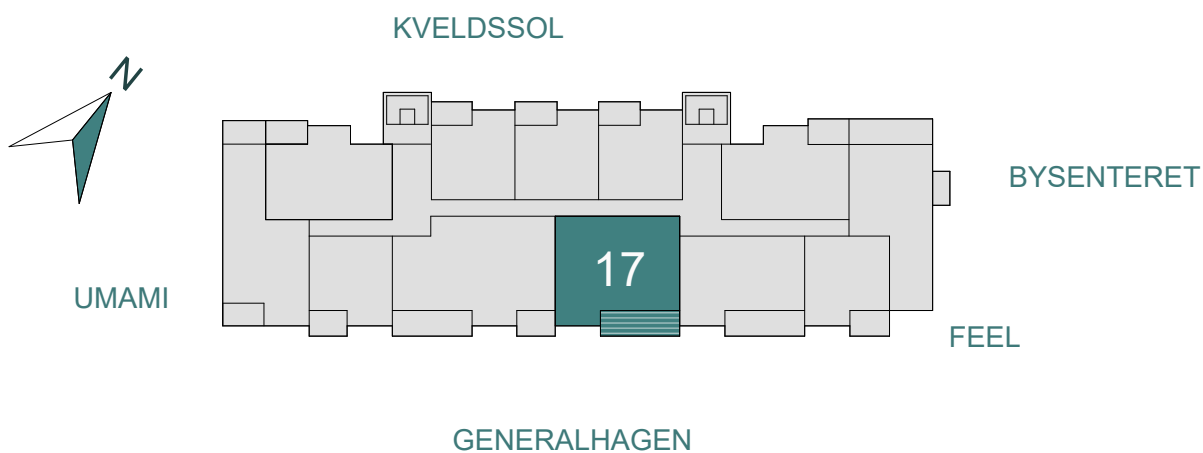 KVELDSSOL
N
BYSENTERET
17
UMAMI
FEEL
GENERALHAGEN